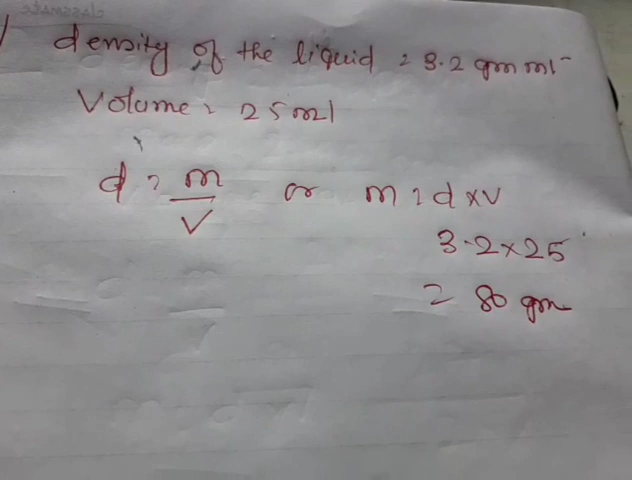 density of the liquid = 3.2 gm ml⁻
Volume = 25 ml
d = m/V or m = d×V
3.2×25
= 80 gm